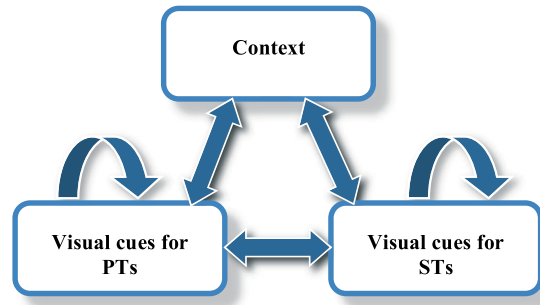 Context
Visual cues for
PTs
Visual cues for
STs